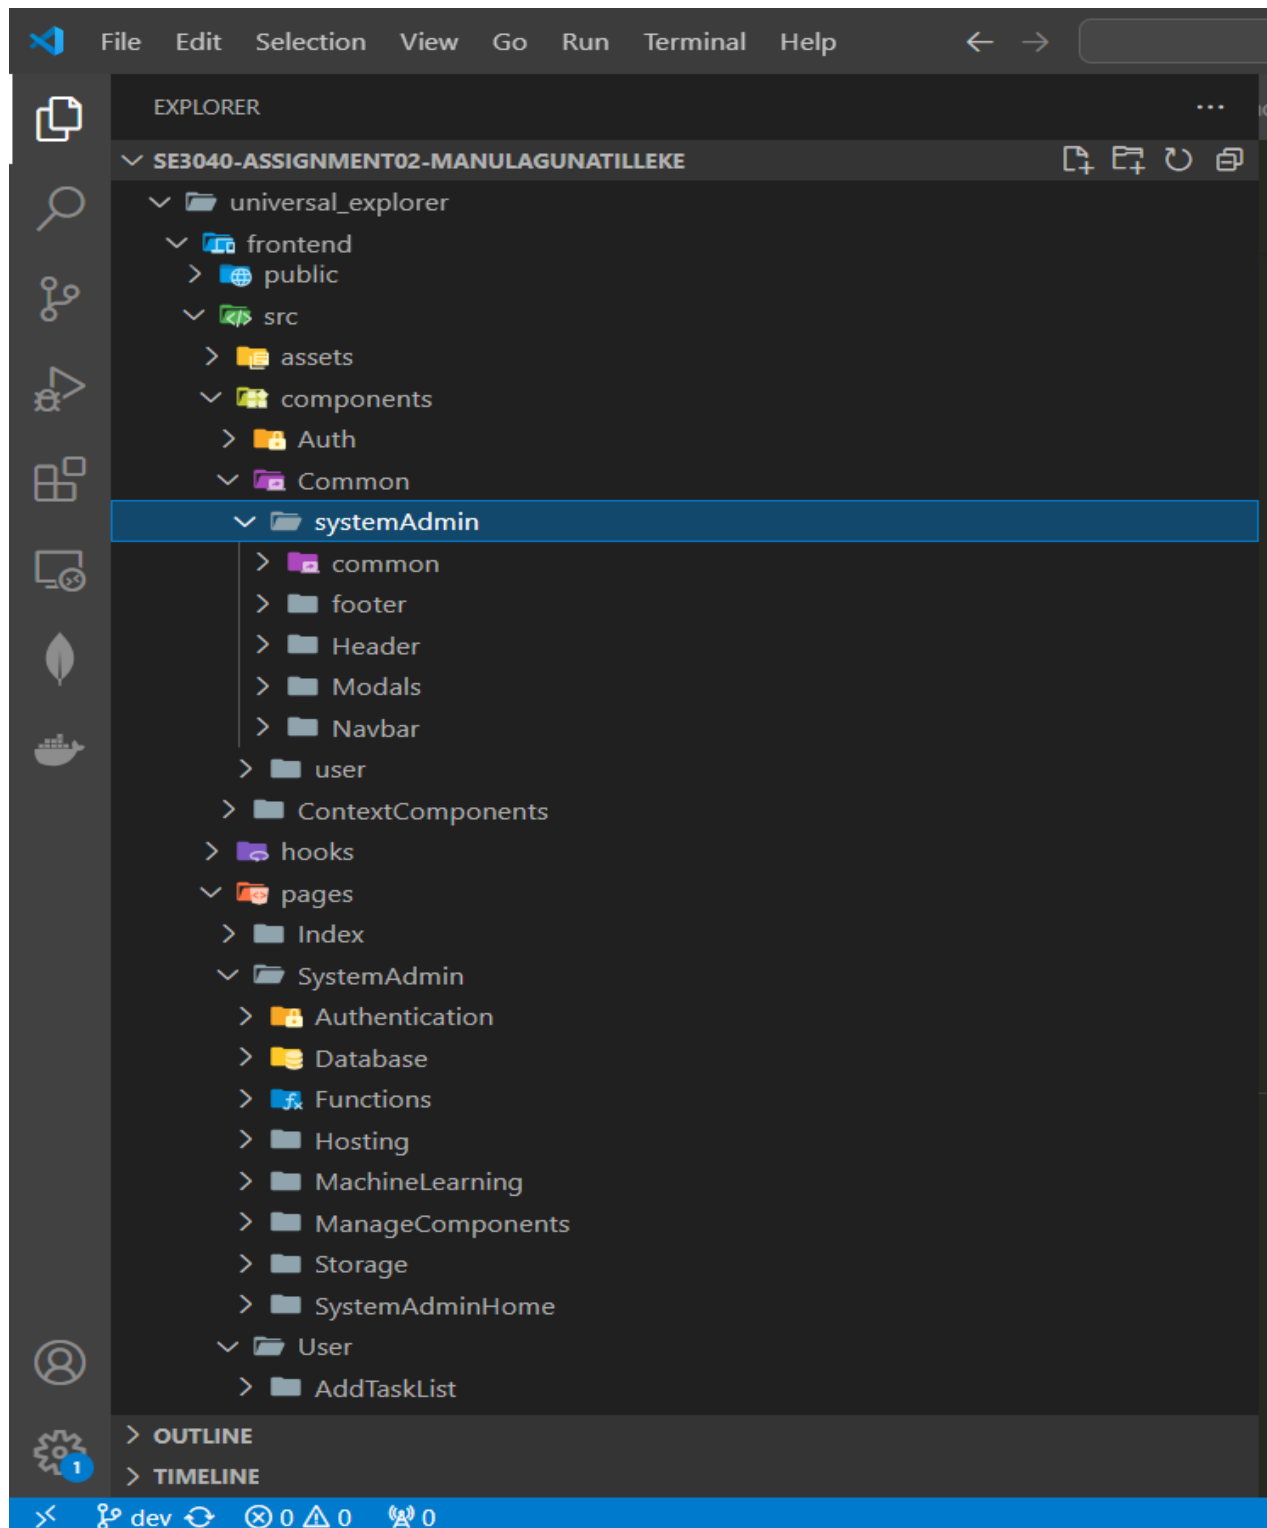 File Edit Selection View Go Run Terminal Help
EXPLORER
SE3040-ASSIGNMENT02-MANULAGUNATILLEKE
universal_explorer
frontend
public
src
assets
components
Auth
Common
systemAdmin
common
footer
Header
Modals
Navbar
user
ContextComponents
hooks
pages
Index
SystemAdmin
Authentication
Database
Functions
Hosting
MachineLearning
ManageComponents
Storage
SystemAdminHome
User
AddTaskList
OUTLINE
1
TIMELINE
dev 0 0 0